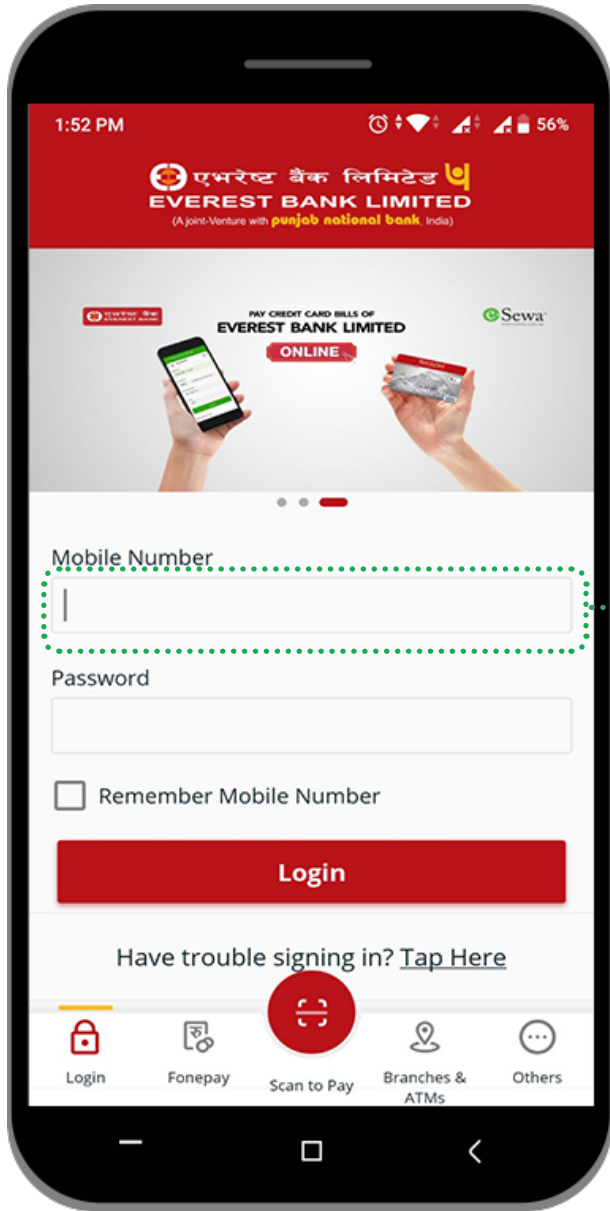 1:52 PM 56%
एभरेष्ट बैंक लिमिटेड
EVEREST BANK LIMITED
(A joint-Venture with punjab national bank, India)
PAY CREDIT CARD BILLS OF
EVEREST BANK LIMITED
ONLINE
eSewa
Mobile Number
Password
Remember Mobile Number
Login
Have trouble signing in? Tap Here
Login
Fonepay
Scan to Pay
Branches &
ATMs
Others